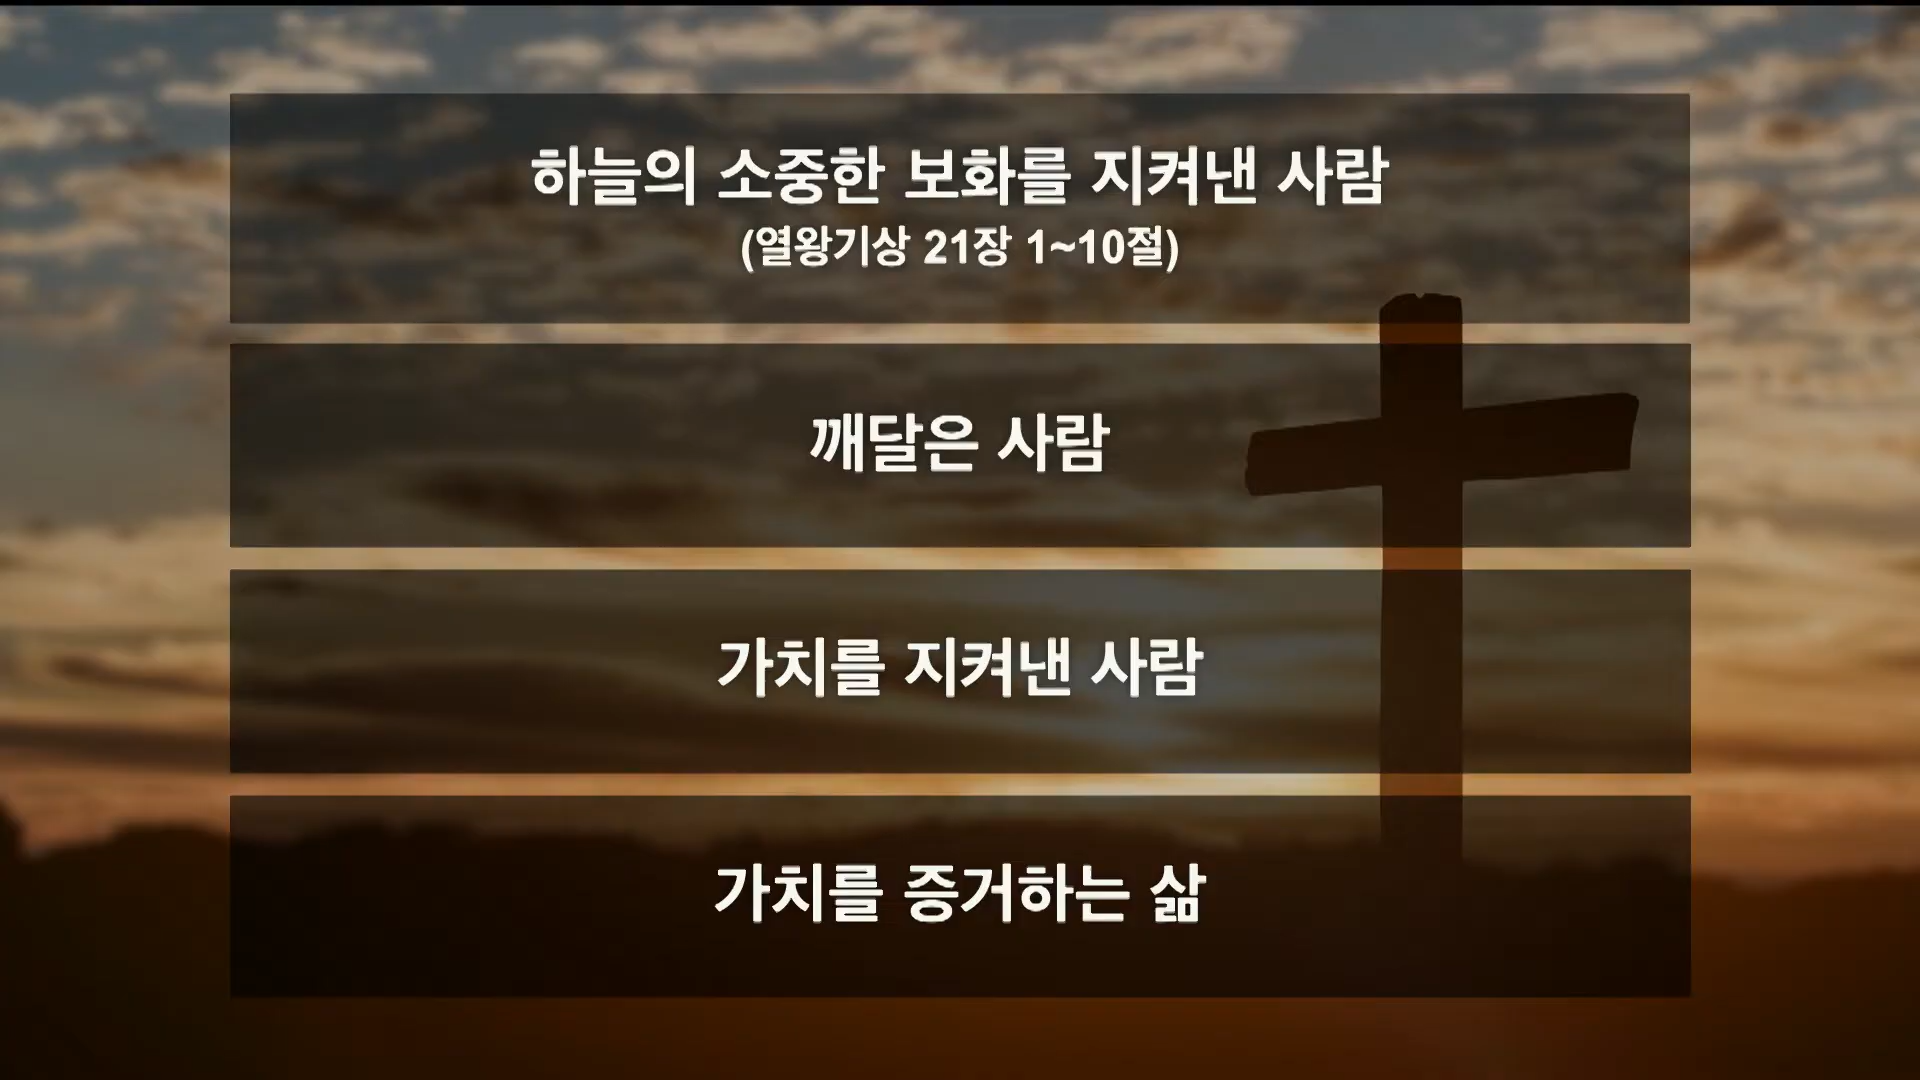 하늘의 소중한 보화를 지켜낸 사람
(열왕기상 21장 1~10절)
깨달은 사람
가치를 지켜낸 사람
가치를 증거하는 삶